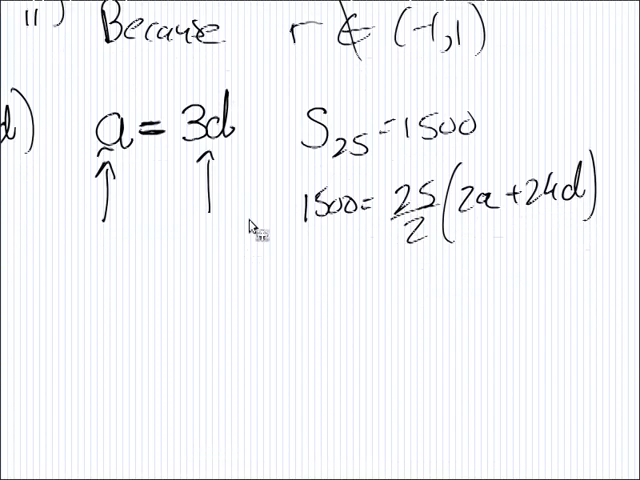 ii) Because r ∉ (-1,1)
d) a = 3d S₂₅ = 1500
1500 = 25/2 (2a + 24d)